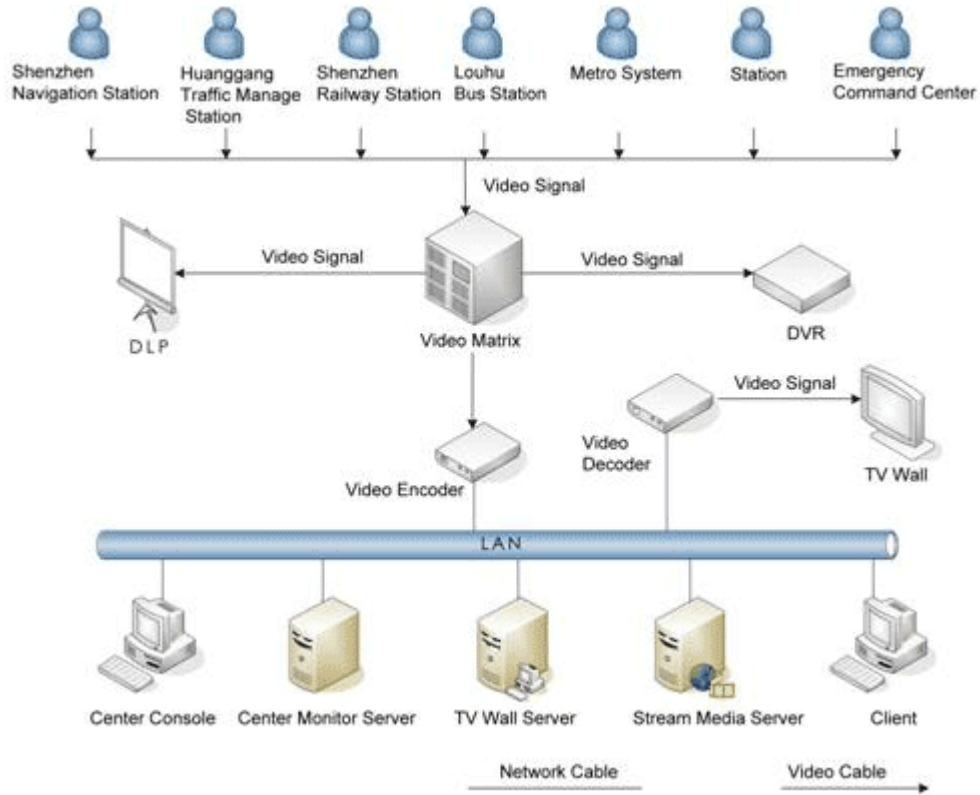 Shenzhen
Navigation Station
Huanggang
Traffic Manage
Station
Shenzhen
Railway Station
Louhu
Bus Station
Metro System
Station
Emergency
Command Center
Video Signal
Video Signal
Video Signal
DLP
Video Matrix
DVR
Video Signal
Video
Decoder
TV Wall
Video Encoder
LAN
Center Console
Center Monitor Server
TV Wall Server
Stream Media Server
Client
Network Cable
Video Cable